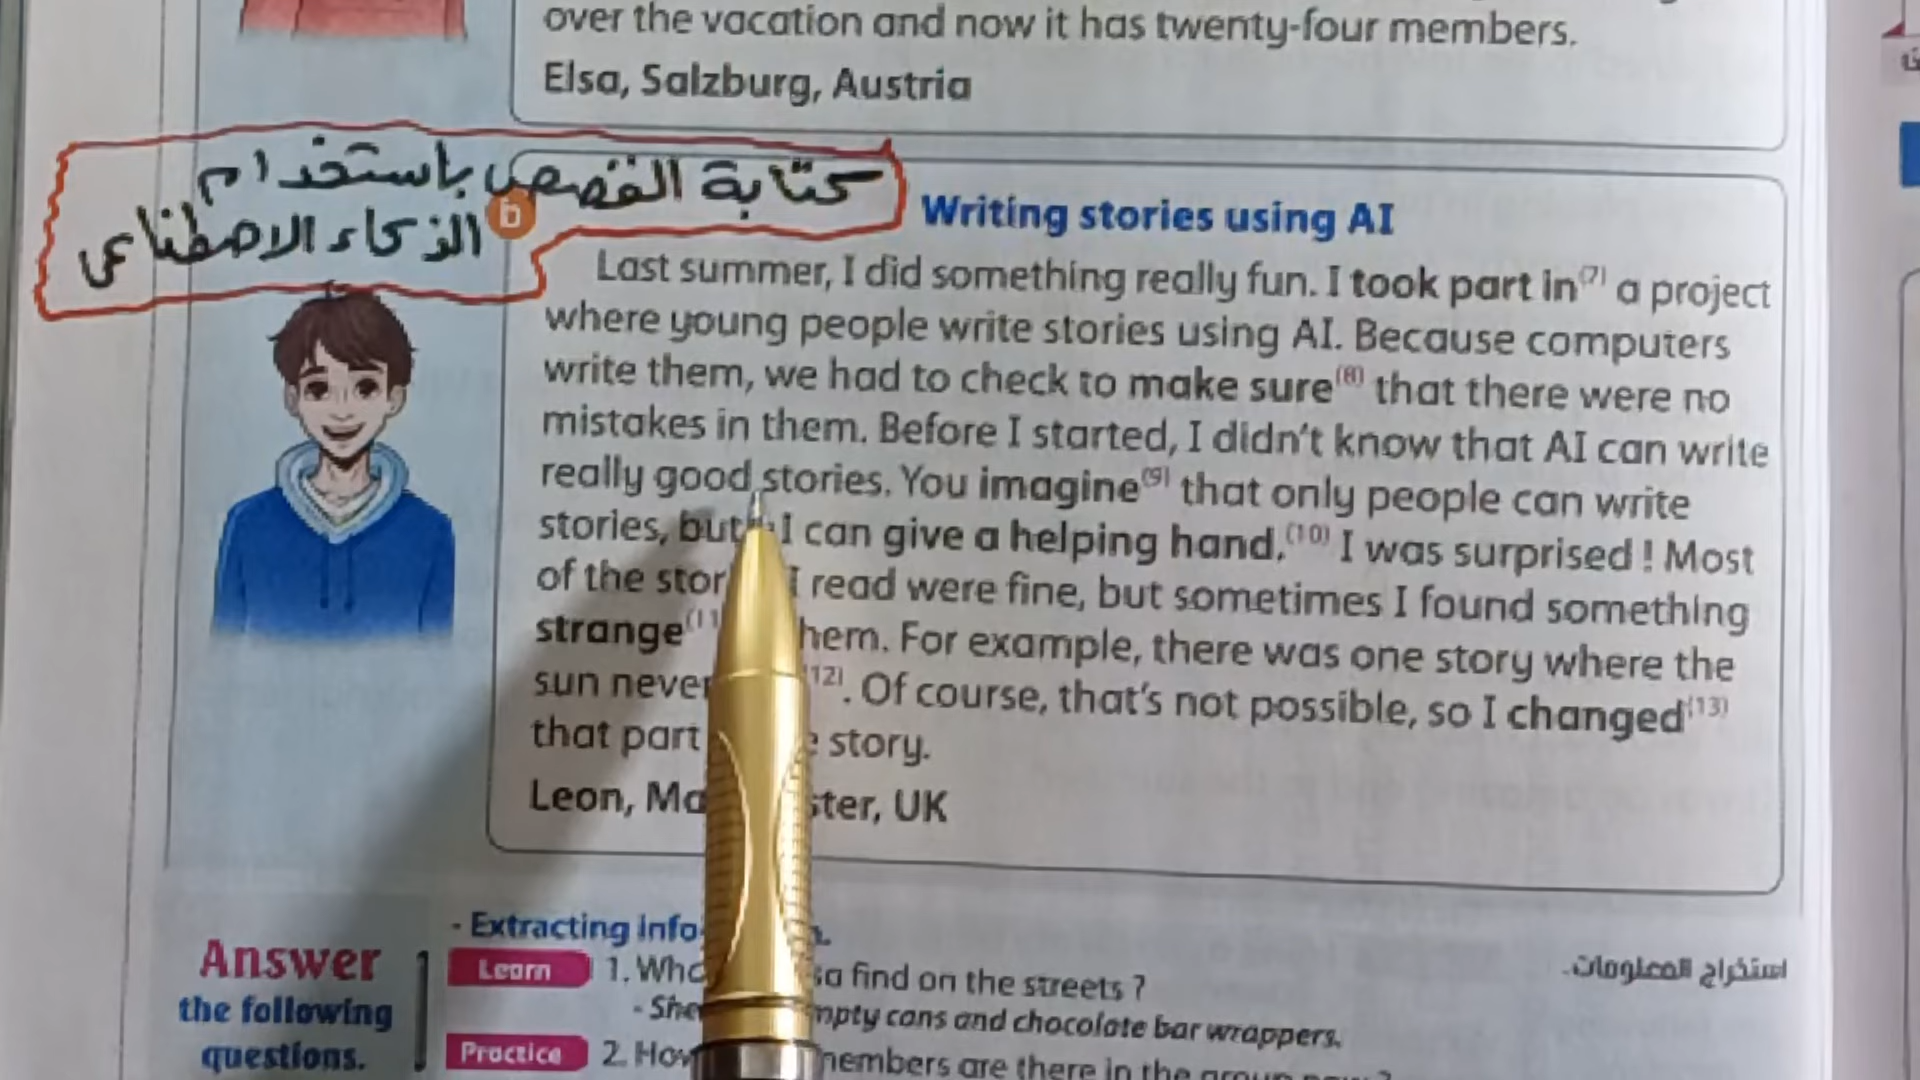 over the vacation and now it has twenty-four members.
Elsa, Salzburg, Austria
كتابة القصص باستخدام
الذكاء الاصطناعى
b
Writing stories using AI
Last summer, I did something really fun. I took part in(7) a project
where young people write stories using AI. Because computers
write them, we had to check to make sure(8) that there were no
mistakes in them. Before I started, I didn't know that AI can write
really good stories. You imagine(9) that only people can write
stories, but I can give a helping hand.(10) I was surprised! Most
of the I read were fine, but sometimes I found something
strange(11 hem. For example, there was one story where the
sun never 12). Of course, that's not possible, so I changed(13)
that part story.
Leon, ster, UK
- Extracting
استخراج المعلومات.
Answer
the following
questions.
Learn 1. find on the streets?
- She mpty cans and chocolate bar wrappers.
Practice 2. How members are there in the group now?